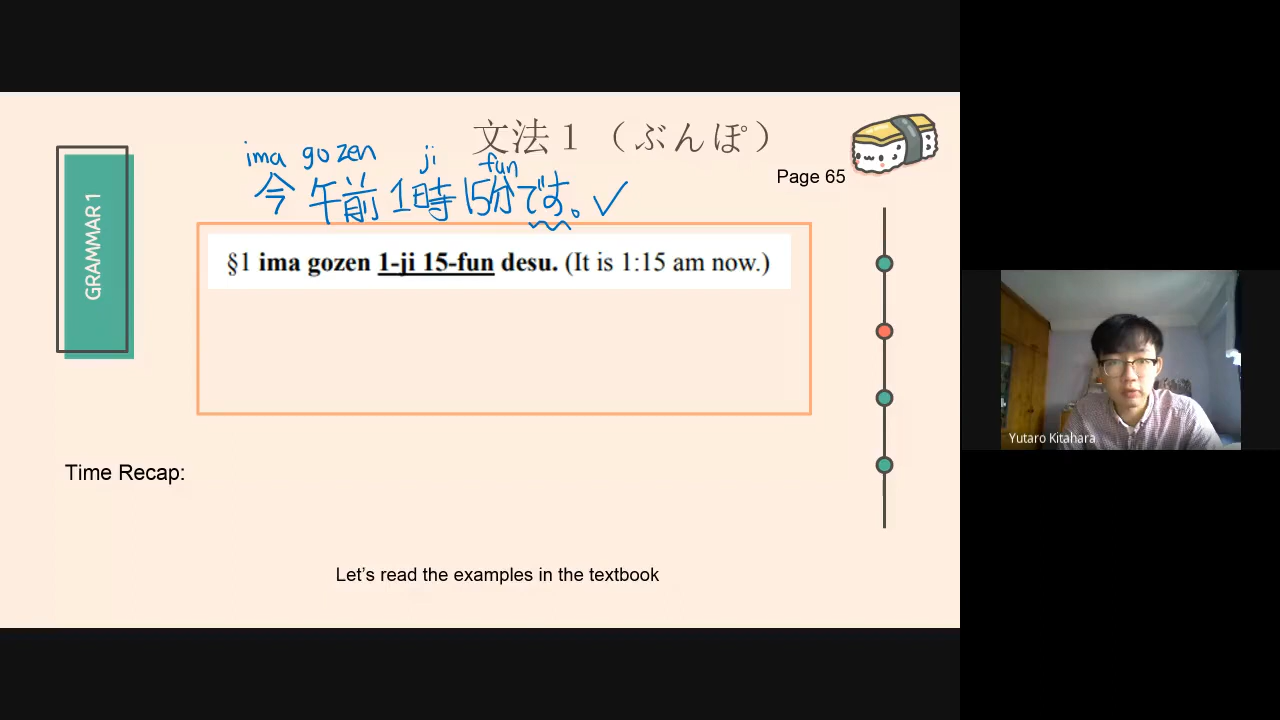 文法１（ぶんぽ）
Page 65
GRAMMAR 1
ima gozen ji fun
今 午前 1時 15分です。
§1 ima gozen 1-ji 15-fun desu. (It is 1:15 am now.)
Time Recap:
Let's read the examples in the textbook
Yutaro Kitahara